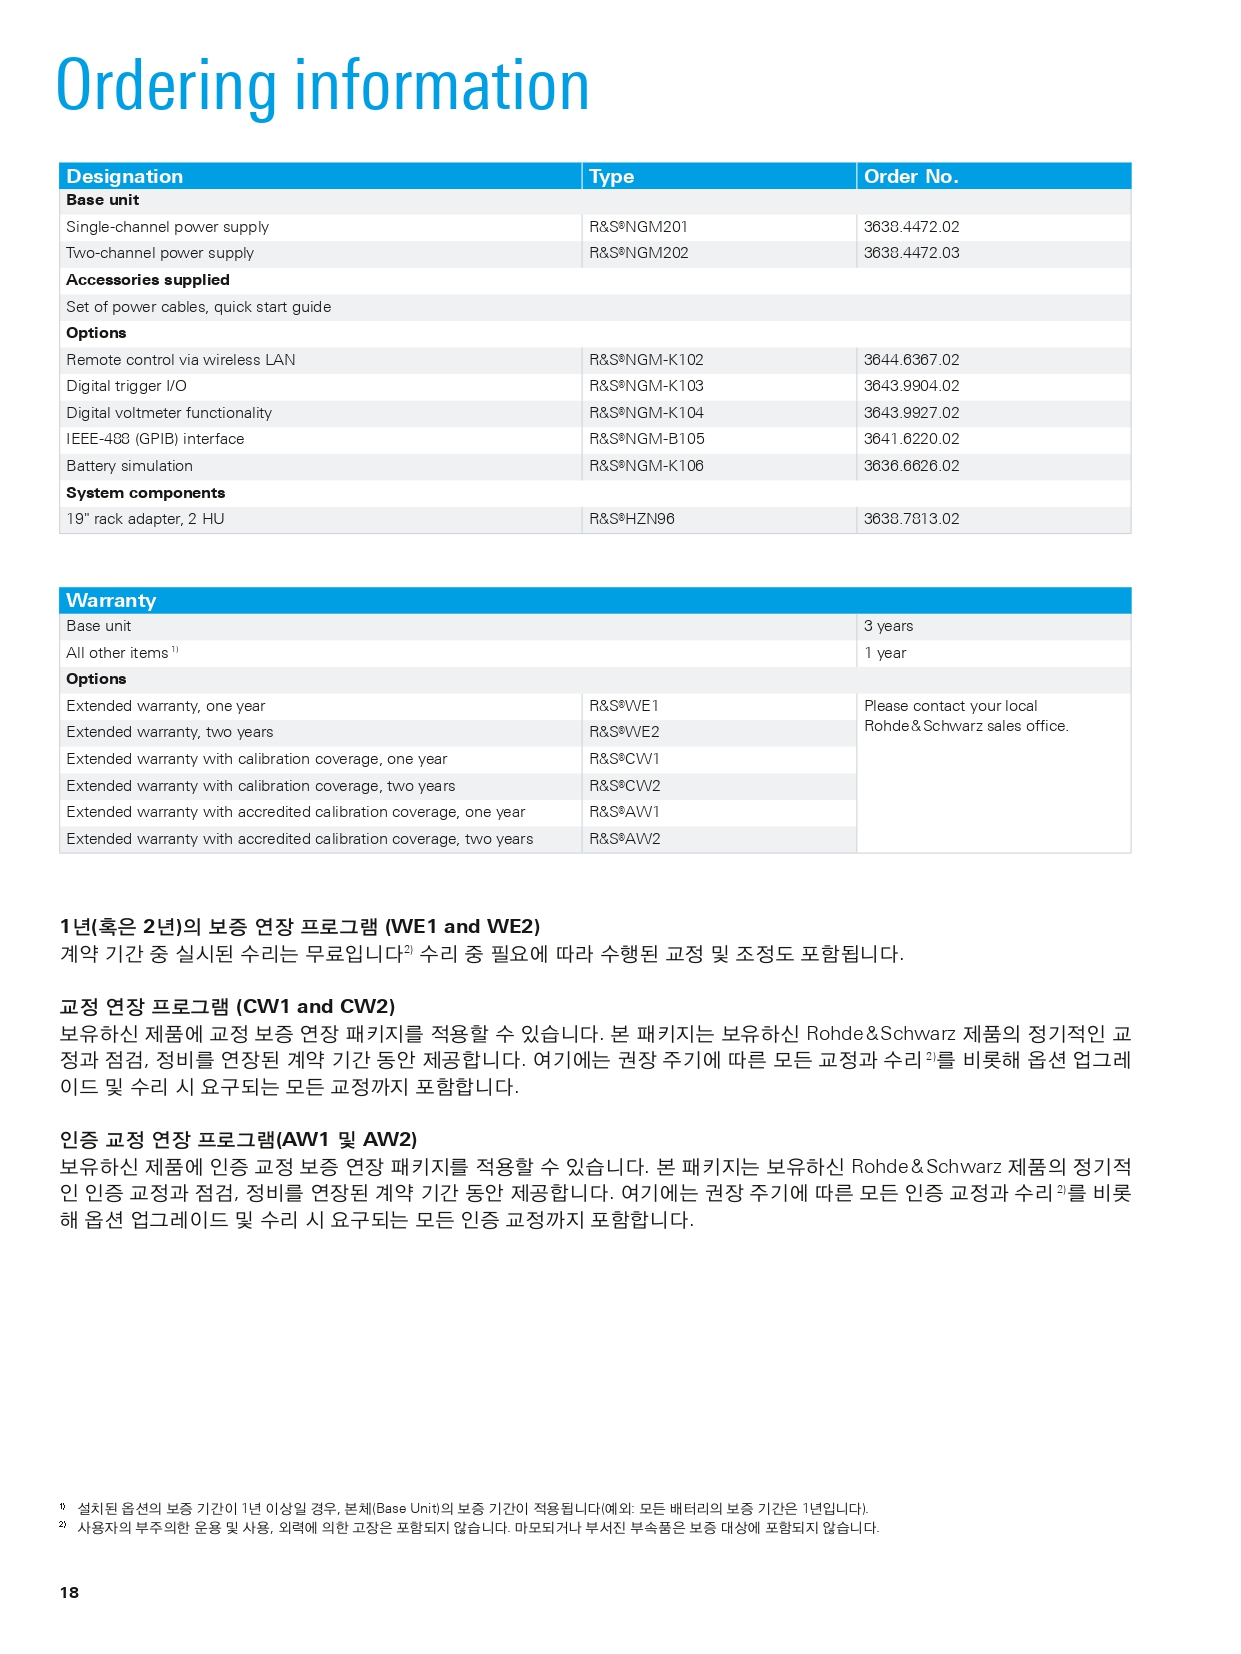 Ordering information
Designation Type Order No.
Base unit
Single-channel power supply R&S®NGM201 3638.4472.02
Two-channel power supply R&S®NGM202 3638.4472.03
Accessories supplied
Set of power cables, quick start guide
Options
Remote control via wireless LAN R&S®NGM-K102 3644.6367.02
Digital trigger I/O R&S®NGM-K103 3643.9904.02
Digital voltmeter functionality R&S®NGM-K104 3643.9927.02
IEEE-488 (GPIB) interface R&S®NGM-B105 3641.6220.02
Battery simulation R&S®NGM-K106 3636.6626.02
System components
19" rack adapter, 2 HU R&S®HZN96 3638.7813.02
Warranty
Base unit 3 years
All other items 1) 1 year
Options
Extended warranty, one year R&S®WE1 Please contact your local
Rohde & Schwarz sales office.
Extended warranty, two years R&S®WE2
Extended warranty with calibration coverage, one year R&S®CW1
Extended warranty with calibration coverage, two years R&S®CW2
Extended warranty with accredited calibration coverage, one year R&S®AW1
Extended warranty with accredited calibration coverage, two years R&S®AW2
1년(혹은 2년)의 보증 연장 프로그램 (WE1 and WE2)
계약 기간 중 실시된 수리는 무료입니다2) 수리 중 필요에 따라 수행된 교정 및 조정도 포함됩니다.
교정 연장 프로그램 (CW1 and CW2)
보유하신 제품에 교정 보증 연장 패키지를 적용할 수 있습니다. 본 패키지는 보유하신 Rohde & Schwarz 제품의 정기적인 교
정과 점검, 정비를 연장된 계약 기간 동안 제공합니다. 여기에는 권장 주기에 따른 모든 교정과 수리 2)를 비롯해 옵션 업그레
이드 및 수리 시 요구되는 모든 교정까지 포함합니다.
인증 교정 연장 프로그램(AW1 및 AW2)
보유하신 제품에 인증 교정 보증 연장 패키지를 적용할 수 있습니다. 본 패키지는 보유하신 Rohde & Schwarz 제품의 정기적
인 인증 교정과 점검, 정비를 연장된 계약 기간 동안 제공합니다. 여기에는 권장 주기에 따른 모든 인증 교정과 수리 2)를 비롯
해 옵션 업그레이드 및 수리 시 요구되는 모든 인증 교정까지 포함합니다.
1) 설치된 옵션의 보증 기간이 1년 이상일 경우, 본체(Base Unit)의 보증 기간이 적용됩니다(예외: 모든 배터리의 보증 기간은 1년입니다).
2) 사용자의 부주의한 운용 및 사용, 외력에 의한 고장은 포함되지 않습니다. 마모되거나 부서진 부속품은 보증 대상에 포함되지 않습니다.
18